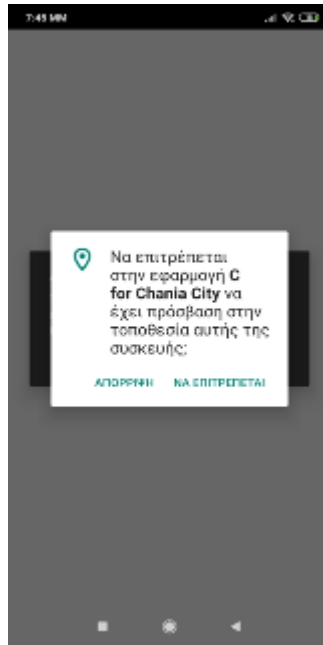 7:45 MM
Να επιτρέπεται
στην εφαρμογή C
for Chania City να
έχει πρόσβαση στην
τοποθεσία αυτής της
συσκευής;
ΑΠΟΡΡΙΨΗ ΝΑ ΕΠΙΤΡΕΠΕΤΑΙ